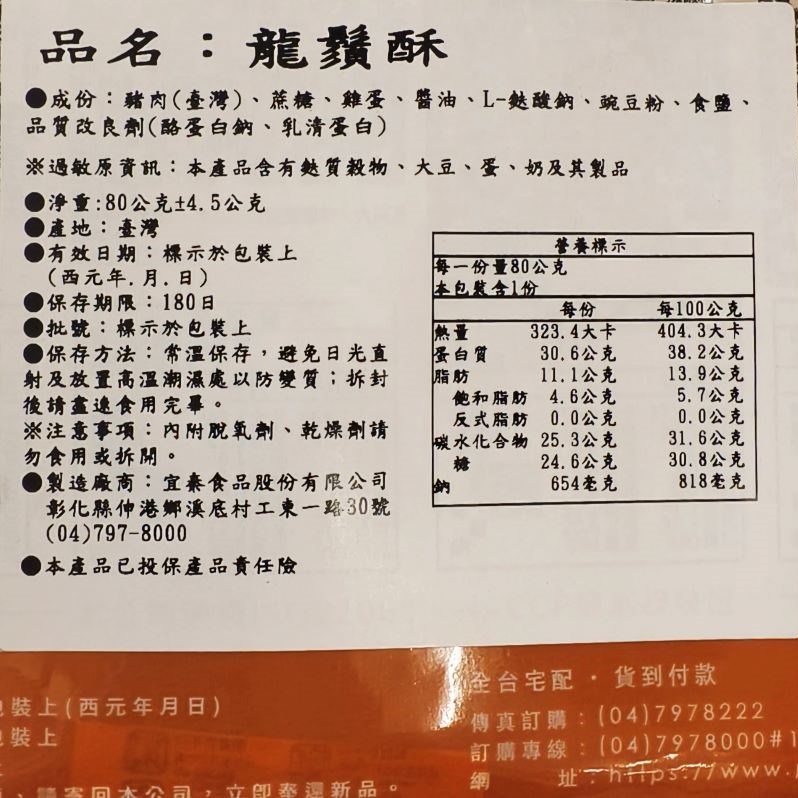 品名：龍鬚酥
●成份：豬肉(臺灣)、蔗糖、雞蛋、醬油、L-麩酸鈉、豌豆粉、食鹽、
品質改良劑(酪蛋白鈉、乳清蛋白)
※過敏原資訊：本產品含有麩質穀物、大豆、蛋、奶及其製品
●淨重:80公克±4.5公克
●產地：臺灣
●有效日期：標示於包裝上
(西元年.月.日)
●保存期限：180日
●批號：標示於包裝上
●保存方法：常溫保存，避免日光直
射及放置高溫潮濕處以防變質；拆封
後請盡速食用完畢。
※注意事項：內附脫氧劑、乾燥劑請
勿食用或拆開。
●製造廠商：宜泰食品股份有限公司
彰化縣伸港鄉溪底村工東一路30號
(04)797-8000
●本產品已投保產品責任險
營養標示
每一份量80公克
本包裝含1份
每份 每100公克
熱量 323.4大卡 404.3大卡
蛋白質 30.6公克 38.2公克
脂肪 11.1公克 13.9公克
飽和脂肪 4.6公克 5.7公克
反式脂肪 0.0公克 0.0公克
碳水化合物 25.3公克 31.6公克
糖 24.6公克 30.8公克
鈉 654毫克 818毫克
裝上(西元年月日)
裝上
寄回本公司，立即奉還新品。
全台宅配·貨到付款
傳真訂購：(04)7978222
訂購專線：(04)7978000#1
網 址：https://www.